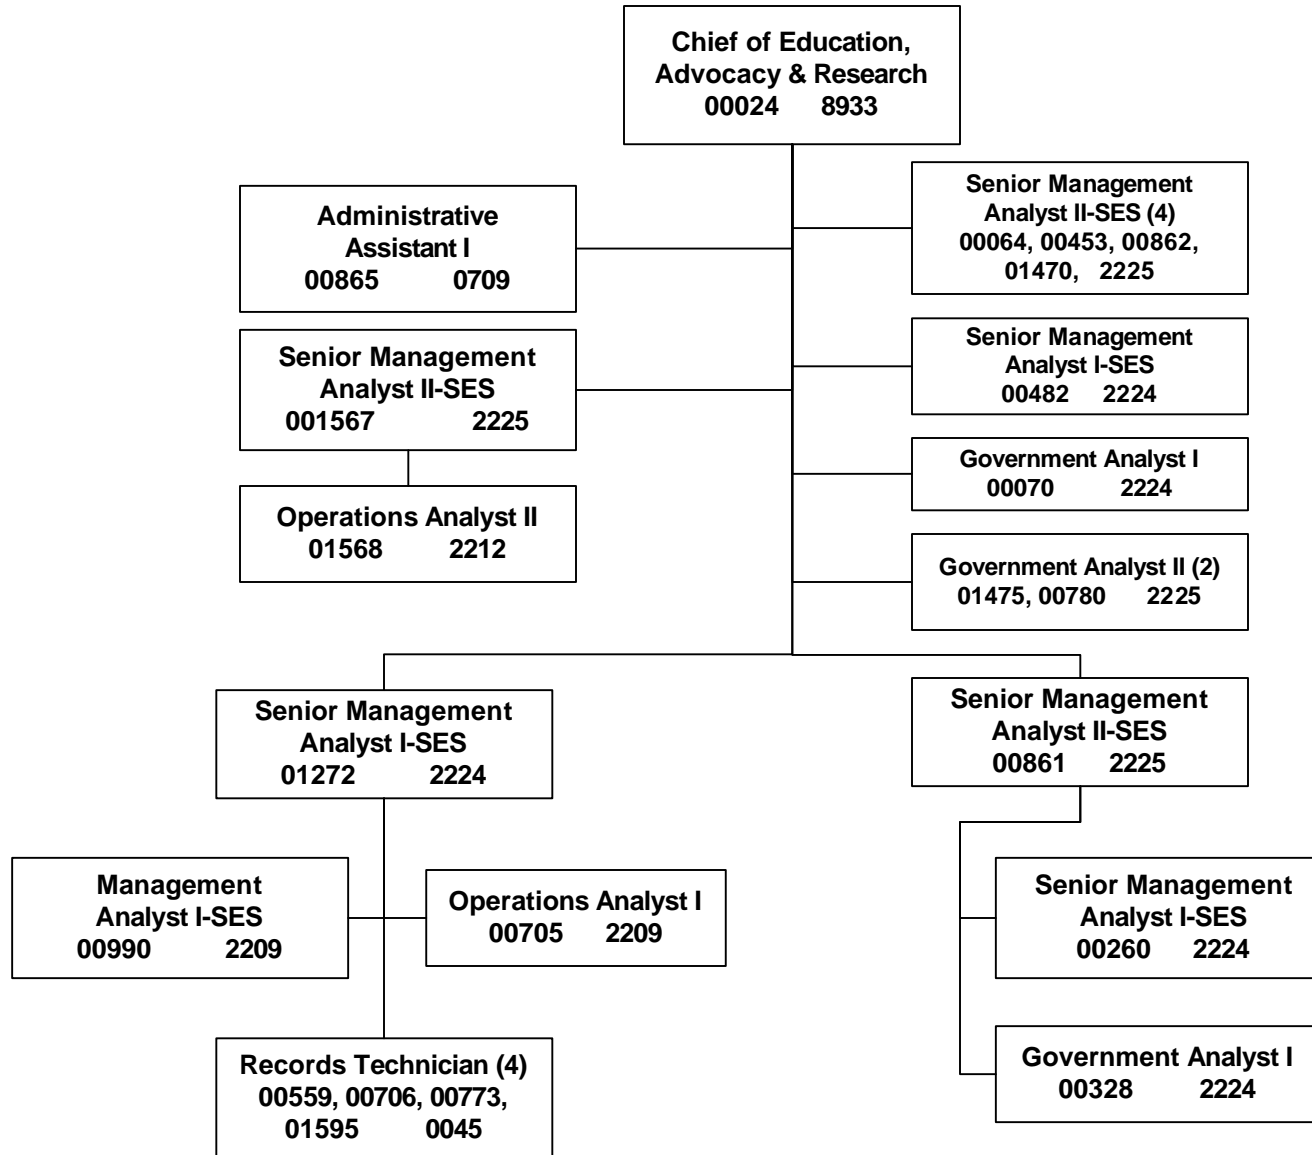 Chief of Education,
Advocacy & Research
00024 8933
Administrative
Assistant I
00865 0709
Senior Management
Analyst II-SES (4)
00064, 00453, 00862,
01470, 2225
Senior Management
Analyst II-SES
001567 2225
Senior Management
Analyst I-SES
00482 2224
Operations Analyst II
01568 2212
Government Analyst I
00070 2224
Government Analyst II (2)
01475, 00780 2225
Senior Management
Analyst I-SES
01272 2224
Senior Management
Analyst II-SES
00861 2225
Management
Analyst I-SES
00990 2209
Operations Analyst I
00705 2209
Senior Management
Analyst I-SES
00260 2224
Records Technician (4)
00559, 00706, 00773,
01595 0045
Government Analyst I
00328 2224